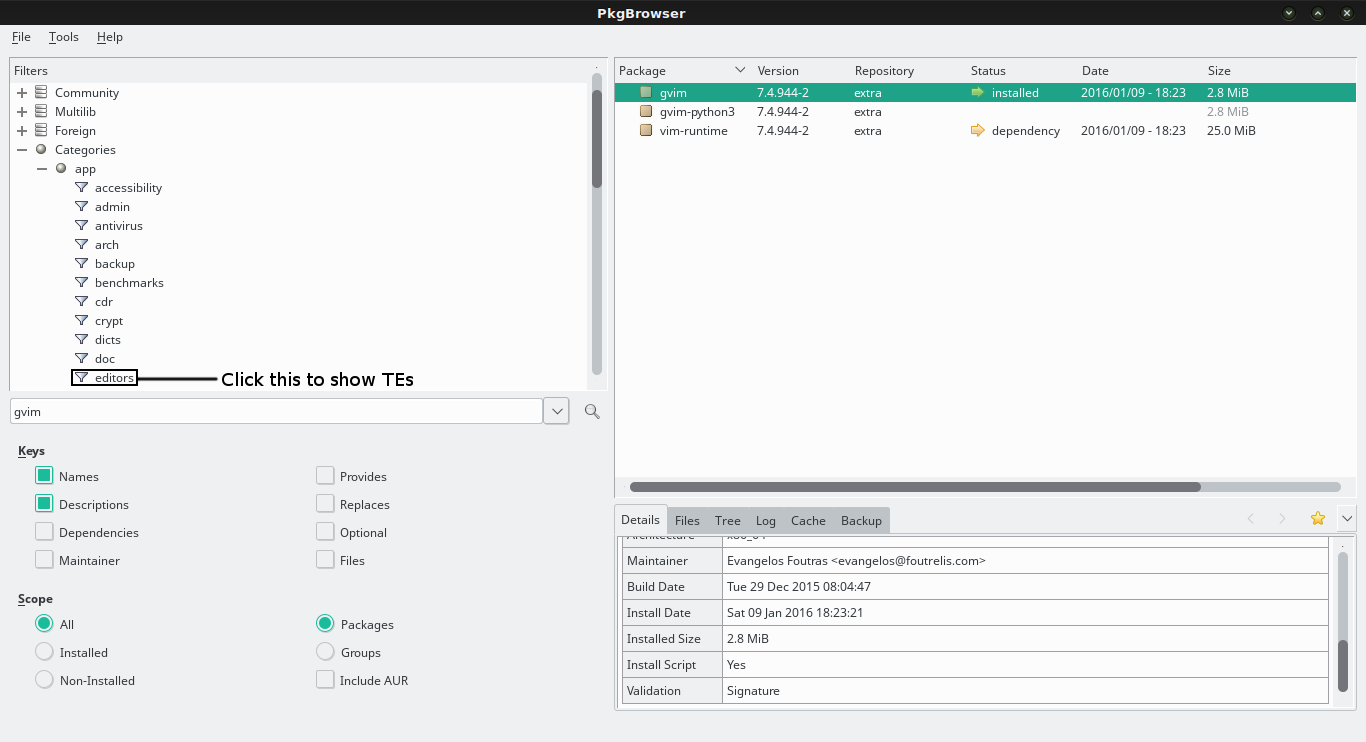 PkgBrowser
File Tools Help
Filters
Community
Multilib
Foreign
Categories
app
accessibility
admin
antivirus
arch
backup
benchmarks
cdr
crypt
dicts
doc
editors Click this to show TEs
gvim
Keys
Names Provides
Descriptions Replaces
Dependencies Optional
Maintainer Files
Scope
All Packages
Installed Groups
Non-Installed Include AUR
Package Version Repository Status Date Size
gvim 7.4.944-2 extra installed 2016/01/09 - 18:23 2.8 MiB
gvim-python3 7.4.944-2 extra 2.8 MiB
vim-runtime 7.4.944-2 extra dependency 2016/01/09 - 18:23 25.0 MiB
Details Files Tree Log Cache Backup
Architecture x86_64
Maintainer Evangelos Foutras <evangelos@foutrelis.com>
Build Date Tue 29 Dec 2015 08:04:47
Install Date Sat 09 Jan 2016 18:23:21
Installed Size 2.8 MiB
Install Script Yes
Validation Signature